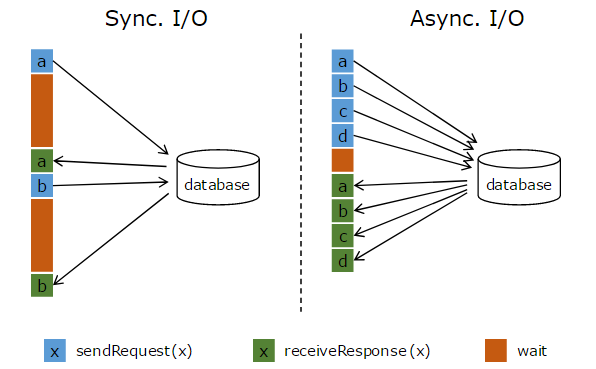 Sync. I/O
Async. I/O
a
a
b
b
database
a
b
c
d
a
b
c
d
database
x sendRequest(x)
x receiveResponse(x)
wait